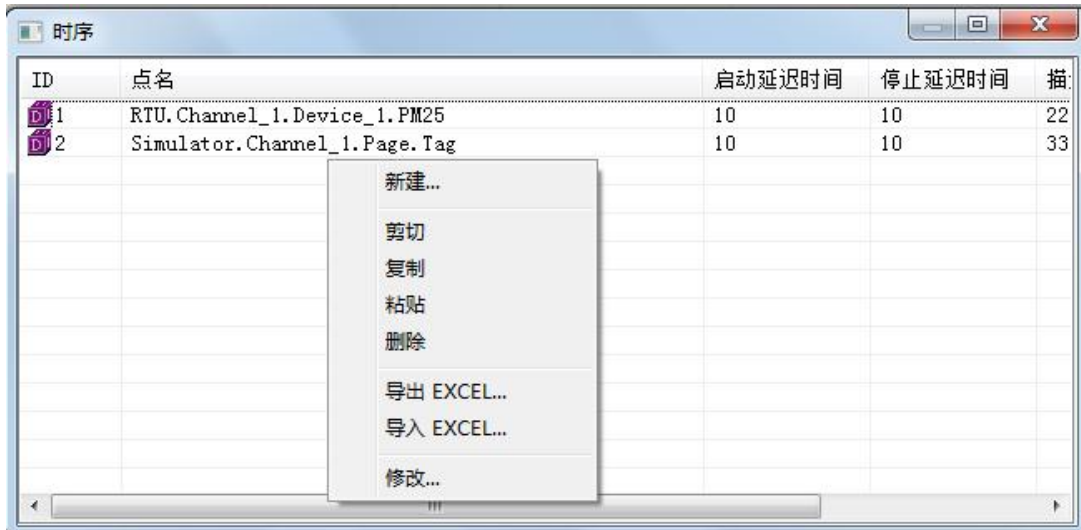 时序
ID 点名 启动延迟时间 停止延迟时间 描
1 RTU.Channel_1.Device_1.PM25 10 10 22
2 Simulator.Channel_1.Page.Tag 10 10 33
新建...
剪切
复制
粘贴
删除
导出 EXCEL...
导入 EXCEL...
修改...